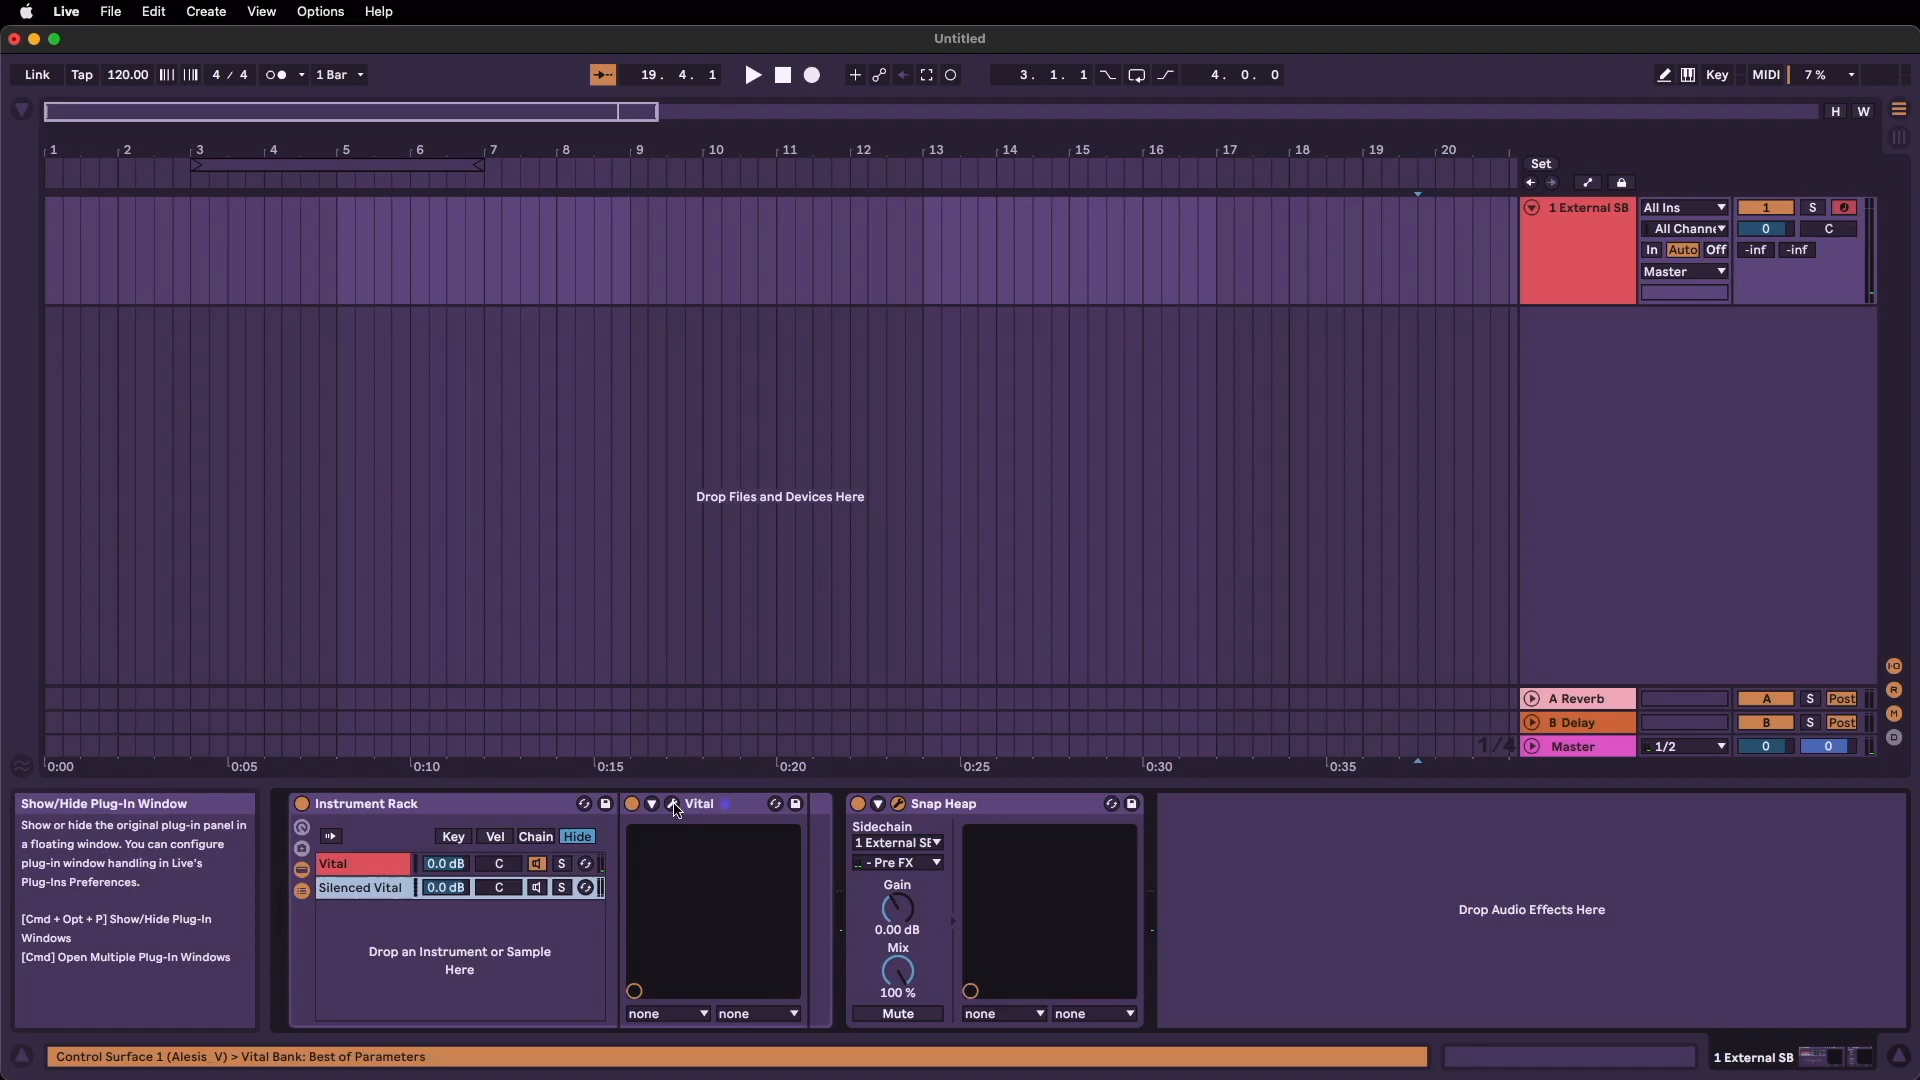 Live File Edit Create View Options Help
Untitled
Link Tap 120.00 4 / 4 1 Bar 19. 4. 1 3. 1. 1 4. 0. 0 Key MIDI 7 %
H W
1 2 3 4 5 6 7 8 9 10 11 12 13 14 15 16 17 18 19 20
Set
1 External SB All Ins 1 S
All Channe 0 C
In Auto Off -inf -inf
Master
Drop Files and Devices Here
A Reverb A S Post
B Delay B S Post
1/4 Master 1/2 0 0
0:00 0:05 0:10 0:15 0:20 0:25 0:30 0:35
Show/Hide Plug-In Window
Show or hide the original plug-in panel in
a floating window. You can configure
plug-in window handling in Live's
Plug-Ins Preferences.
[Cmd + Opt + P] Show/Hide Plug-In
Windows
[Cmd] Open Multiple Plug-In Windows
Instrument Rack
Key Vel Chain Hide
Vital 0.0 dB C S
Silenced Vital 0.0 dB C S
Drop an Instrument or Sample
Here
Vital
none none
Snap Heap
Sidechain
1 External SE
- Pre FX
Gain
0.00 dB
Mix
100 %
Mute
none none
Drop Audio Effects Here
I·O
R
M
D
Control Surface 1 (Alesis_V) > Vital Bank: Best of Parameters
1 External SB